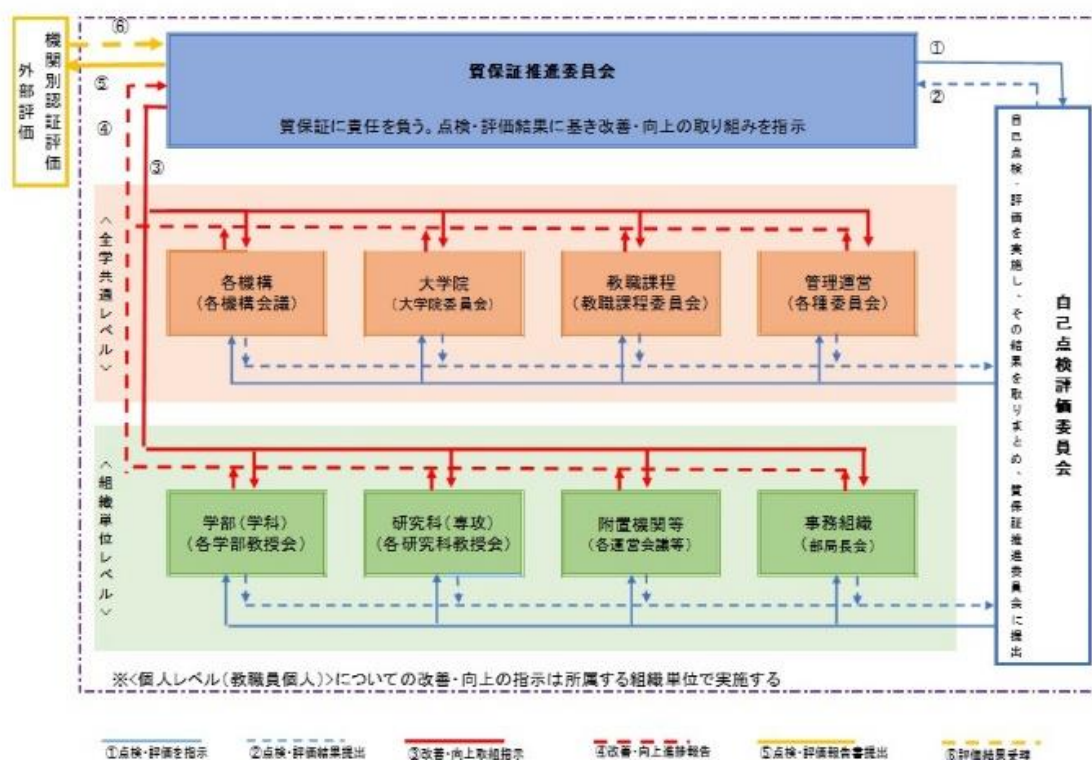 ⑥
機関別認証評価
外部評価
⑤
④
③
質保証推進委員会
質保証に責任を負う。点検・評価結果に基き改善・向上の取り組みを指示
①
②
<全学共通レベル>
各機構
(各機構会議)
大学院
(大学院委員会)
教職課程
(教職課程委員会)
管理運営
(各種委員会)
自己点検評価委員会
自己点検・評価を実施し、その結果を取りまとめ、質保証推進委員会に提出
<組織単位レベル>
学部(学科)
(各学部教授会)
研究科(専攻)
(各研究科教授会)
附置機関等
(各運営会議等)
事務組織
(部局長会)
※<個人レベル(教職員個人)>についての改善・向上の指示は所属する組織単位で実施する
①点検・評価を指示
②点検・評価結果提出
③改善・向上取組指示
④改善・向上進捗報告
⑤点検・評価報告書提出
⑥評価結果受理